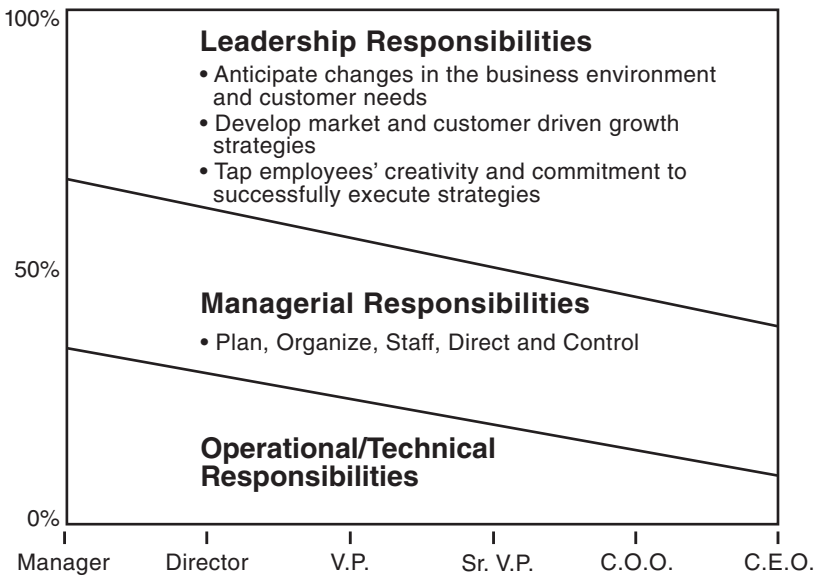 100%
Leadership Responsibilities
• Anticipate changes in the business environment
and customer needs
• Develop market and customer driven growth
strategies
• Tap employees' creativity and commitment to
successfully execute strategies
50%
Managerial Responsibilities
• Plan, Organize, Staff, Direct and Control
Operational/Technical
Responsibilities
0%
Manager Director V.P. Sr. V.P. C.O.O. C.E.O.